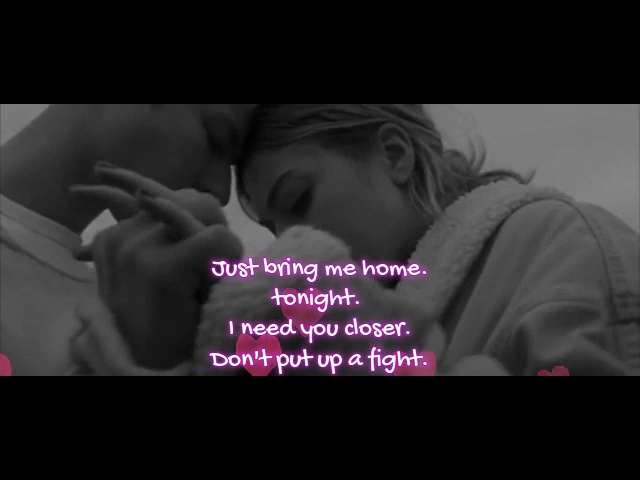 Just bring me home.
tonight.
I need you closer.
Don't put up a fight.